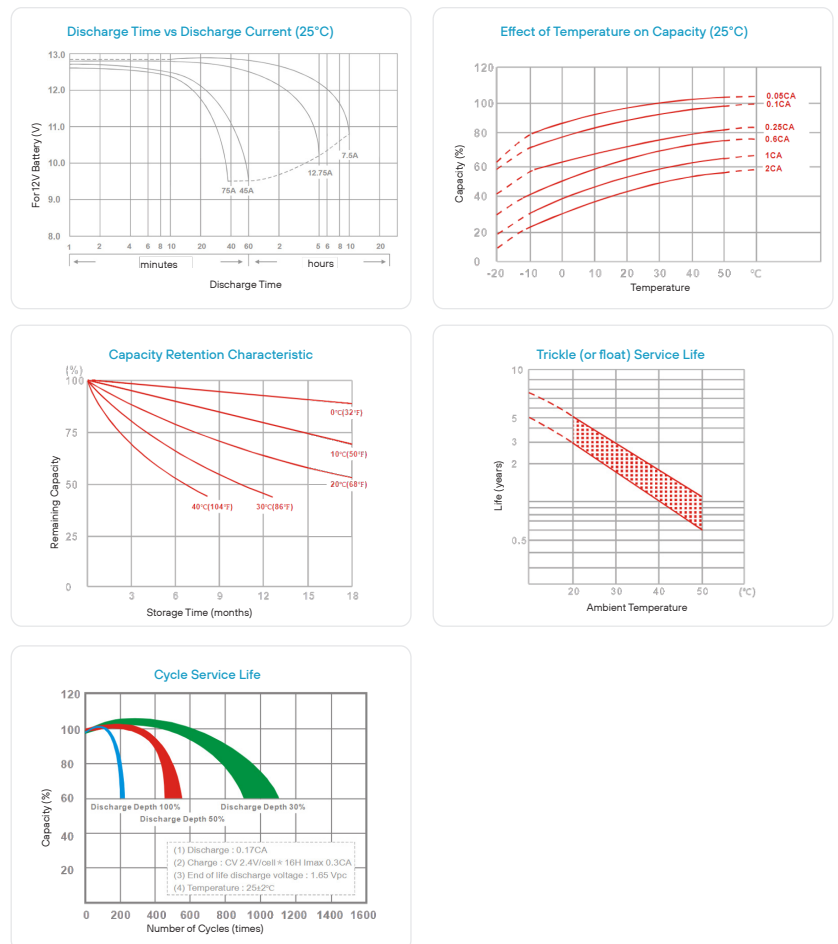 Discharge Time vs Discharge Current (25°C)
13.0
12.0
11.0
10.0
9.0
8.0
For12V Battery (V)
75A 45A
12.75A
7.5A
1 2 4 6 8 10 20 40 60 2 5 6 8 10 20
minutes hours
Discharge Time
Effect of Temperature on Capacity (25°C)
120
100
80
60
40
20
0
Capacity (%)
0.05CA
0.1CA
0.25CA
0.6CA
1CA
2CA
-20 -10 0 10 20 30 40 50 °C
Temperature
Capacity Retention Characteristic
(%)
100
75
50
25
0
Remaining Capacity
0°C(32°F)
10°C(50°F)
20°C(68°F)
40°C(104°F) 30°C(86°F)
3 6 9 12 15 18
Storage Time (months)
Trickle (or float) Service Life
10
5
3
2
0.5
Life (years)
20 30 40 50 (°C)
Ambient Temperature
Cycle Service Life
120
100
80
60
40
20
Capacity (%)
Discharge Depth 100% Discharge Depth 30%
Discharge Depth 50%
(1) Discharge : 0.17CA
(2) Charge : CV 2.4V/cell * 16H Imax 0.3CA
(3) End of life discharge voltage : 1.65 Vpc
(4) Temperature : 25±2°C
0 200 400 600 800 1000 1200 1400 1600
Number of Cycles (times)